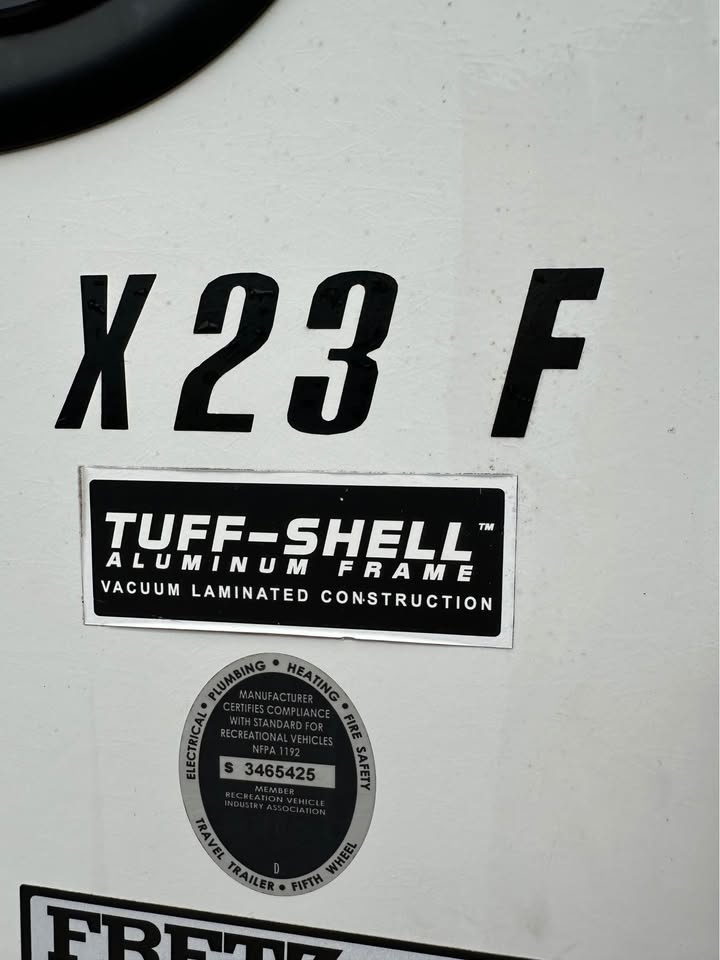 X23 F
TUFF-SHELL™
ALUMINUM FRAME
VACUUM LAMINATED CONSTRUCTION
ELECTRICAL • PLUMBING • HEATING • FIRE SAFETY
MANUFACTURER
CERTIFIES COMPLIANCE
WITH STANDARD FOR
RECREATIONAL VEHICLES
NFPA 1192
S 3465425
MEMBER
RECREATION VEHICLE
INDUSTRY ASSOCIATION
D
TRAVEL TRAILER • FIFTH WHEEL
FRETZ